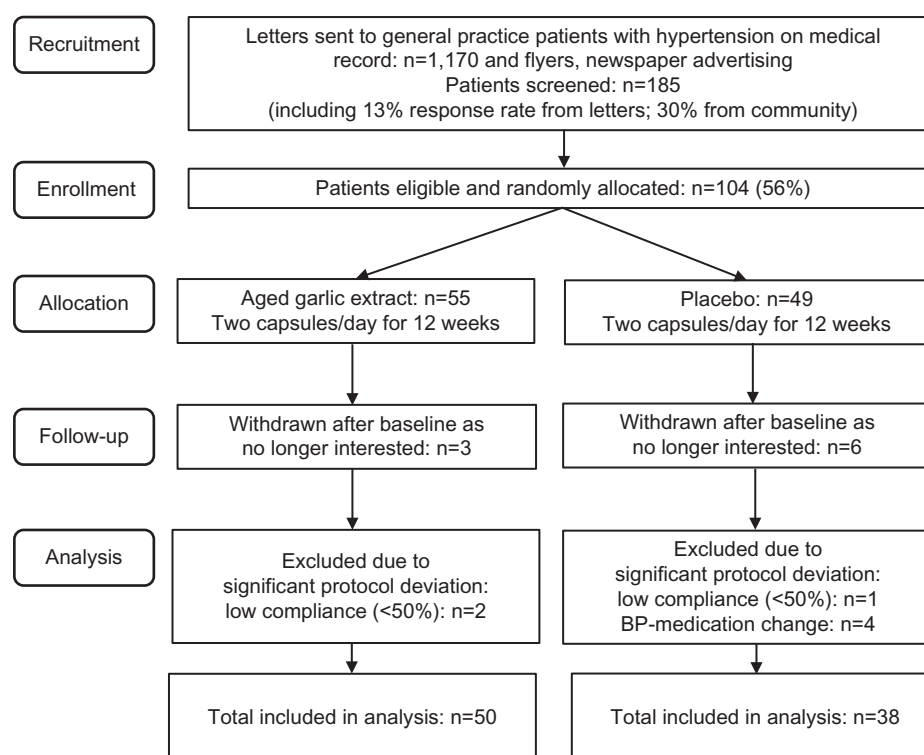 Recruitment
Letters sent to general practice patients with hypertension on medical
record: n=1,170 and flyers, newspaper advertising
Patients screened: n=185
(including 13% response rate from letters; 30% from community)
Enrollment
Patients eligible and randomly allocated: n=104 (56%)
Allocation
Aged garlic extract: n=55
Two capsules/day for 12 weeks
Placebo: n=49
Two capsules/day for 12 weeks
Follow-up
Withdrawn after baseline as
no longer interested: n=3
Withdrawn after baseline as
no longer interested: n=6
Analysis
Excluded due to
significant protocol deviation:
low compliance (<50%): n=2
Excluded due to
significant protocol deviation:
low compliance (<50%): n=1
BP-medication change: n=4
Total included in analysis: n=50
Total included in analysis: n=38